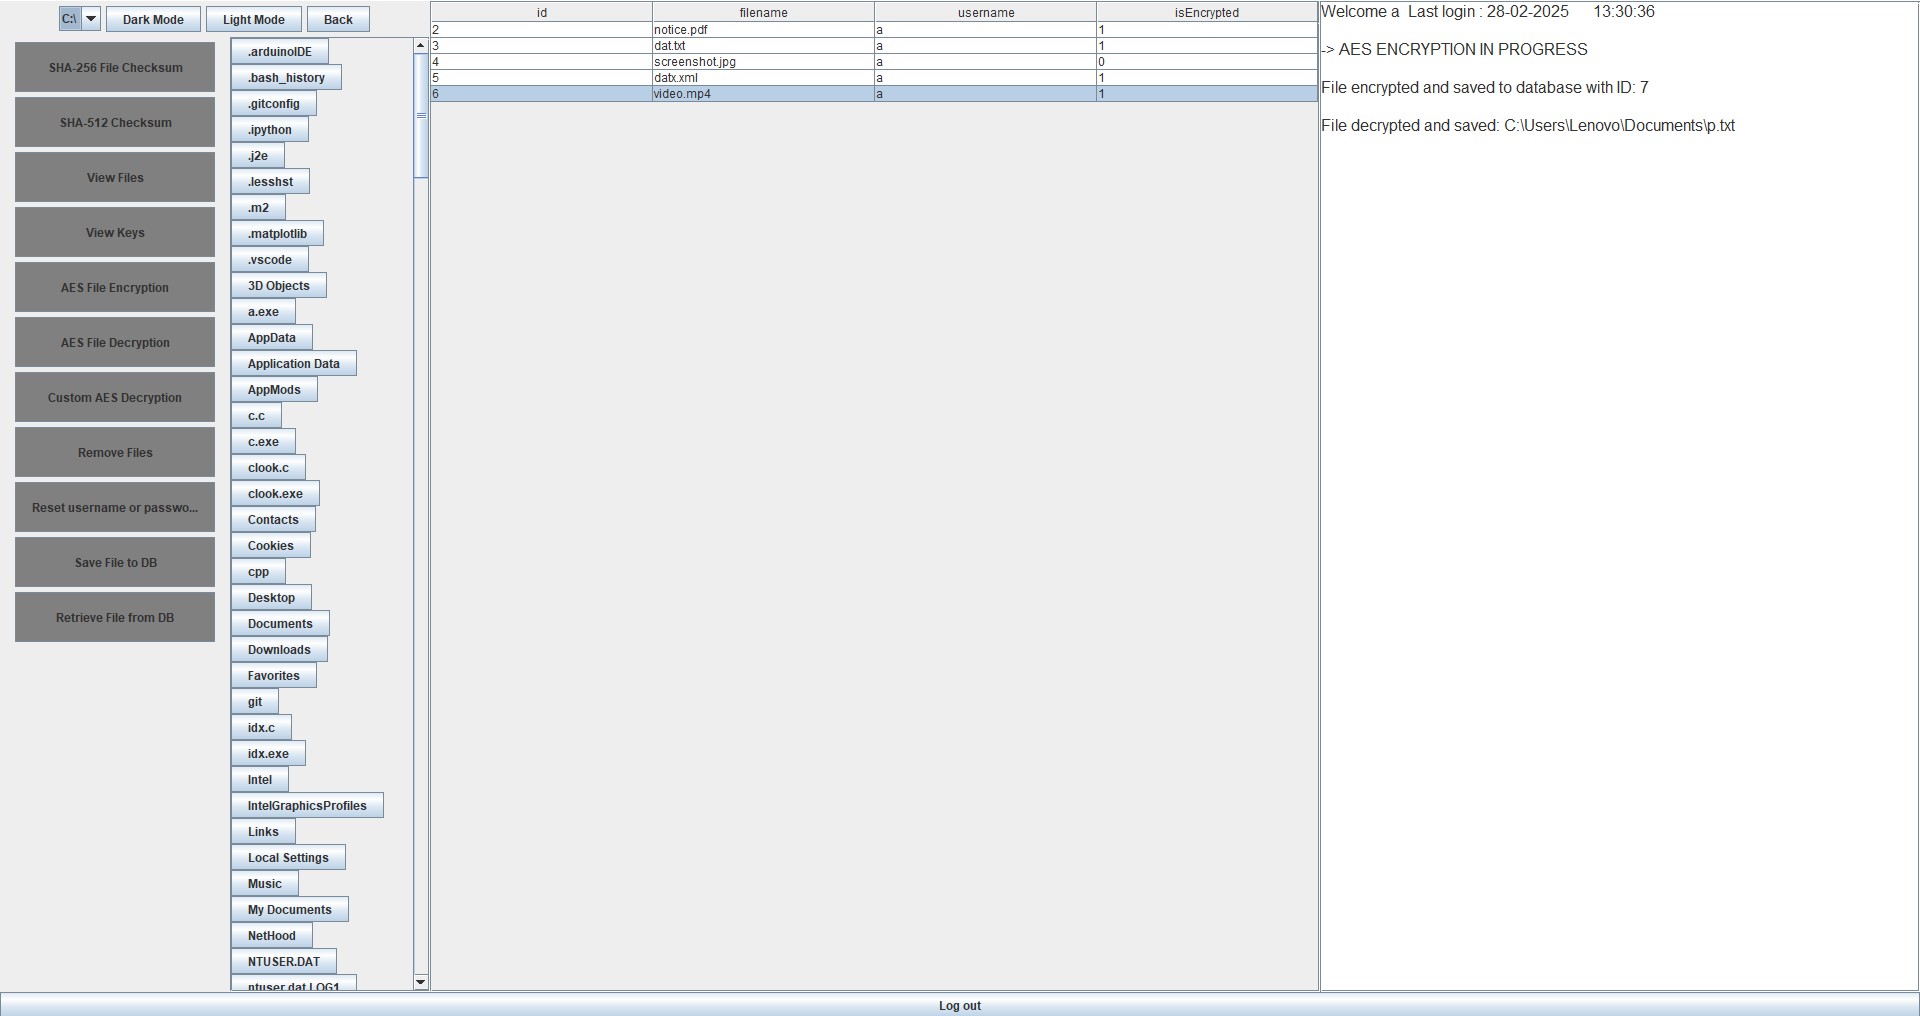 C:\ Dark Mode Light Mode Back
SHA-256 File Checksum
SHA-512 Checksum
View Files
View Keys
AES File Encryption
AES File Decryption
Custom AES Decryption
Remove Files
Reset username or passwo...
Save File to DB
Retrieve File from DB
.arduinoIDE
.bash_history
.gitconfig
.ipython
.j2e
.lesshst
.m2
.matplotlib
.vscode
3D Objects
a.exe
AppData
Application Data
AppMods
c.c
c.exe
clook.c
clook.exe
Contacts
Cookies
cpp
Desktop
Documents
Downloads
Favorites
git
idx.c
idx.exe
Intel
IntelGraphicsProfiles
Links
Local Settings
Music
My Documents
NetHood
NTUSER.DAT
ntuser.dat.LOG1
id filename username isEncrypted
2 notice.pdf a 1
3 dat.txt a 1
4 screenshot.jpg a 0
5 datx.xml a 1
6 video.mp4 a 1
Welcome a Last login : 28-02-2025 13:30:36
-> AES ENCRYPTION IN PROGRESS
File encrypted and saved to database with ID: 7
File decrypted and saved: C:\Users\Lenovo\Documents\p.txt
Log out